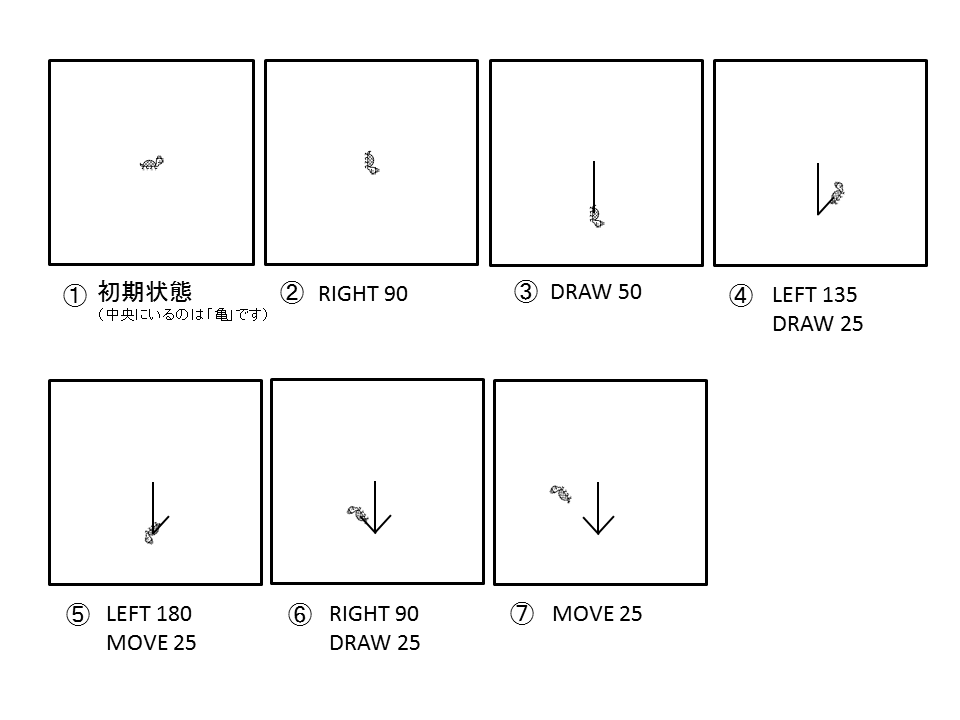 ① 初期状態
（中央にいるのは「亀」です）
② RIGHT 90
③ DRAW 50
④ LEFT 135
DRAW 25
⑤ LEFT 180
MOVE 25
⑥ RIGHT 90
DRAW 25
⑦ MOVE 25